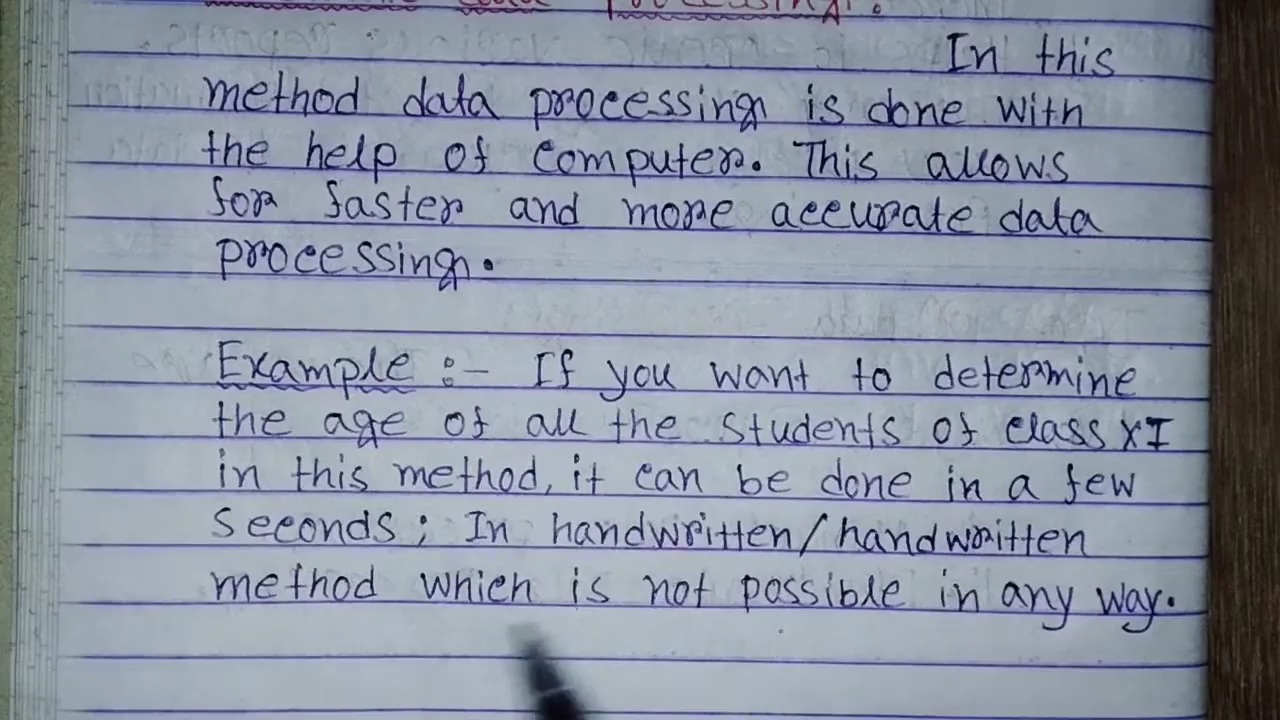 processing:
In this
method data processing is done with
the help of computer. This allows
for faster and more accurate data
processing.
Example :- If you want to determine
the age of all the students of class XI
in this method, it can be done in a few
seconds; In handwritten/handwritten
method which is not possible in any way.